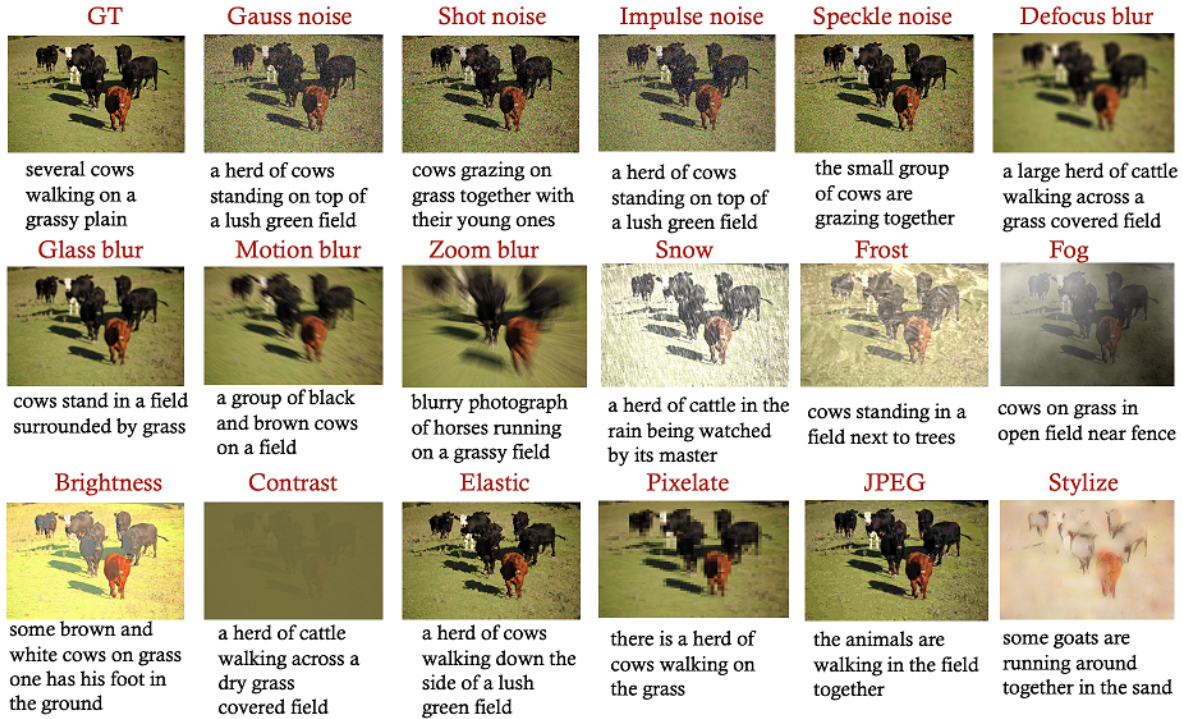 GT
Gauss noise
Shot noise
Impulse noise
Speckle noise
Defocus blur
several cows
walking on a
grassy plain
a herd of cows
standing on top of
a lush green field
cows grazing on
grass together with
their young ones
a herd of cows
standing on top of
a lush green field
the small group
of cows are
grazing together
a large herd of cattle
walking across a
grass covered field
Glass blur
Motion blur
Zoom blur
Snow
Frost
Fog
cows stand in a field
surrounded by grass
a group of black
and brown cows
on a field
blurry photograph
of horses running
on a grassy field
a herd of cattle in the
rain being watched
by its master
cows standing in a
field next to trees
cows on grass in
open field near fence
Brightness
Contrast
Elastic
Pixelate
JPEG
Stylize
some brown and
white cows on grass
one has his foot in
the ground
a herd of cattle
walking across a
dry grass
covered field
a herd of cows
walking down the
side of a lush
green field
there is a herd of
cows walking on
the grass
the animals are
walking in the field
together
some goats are
running around
together in the sand